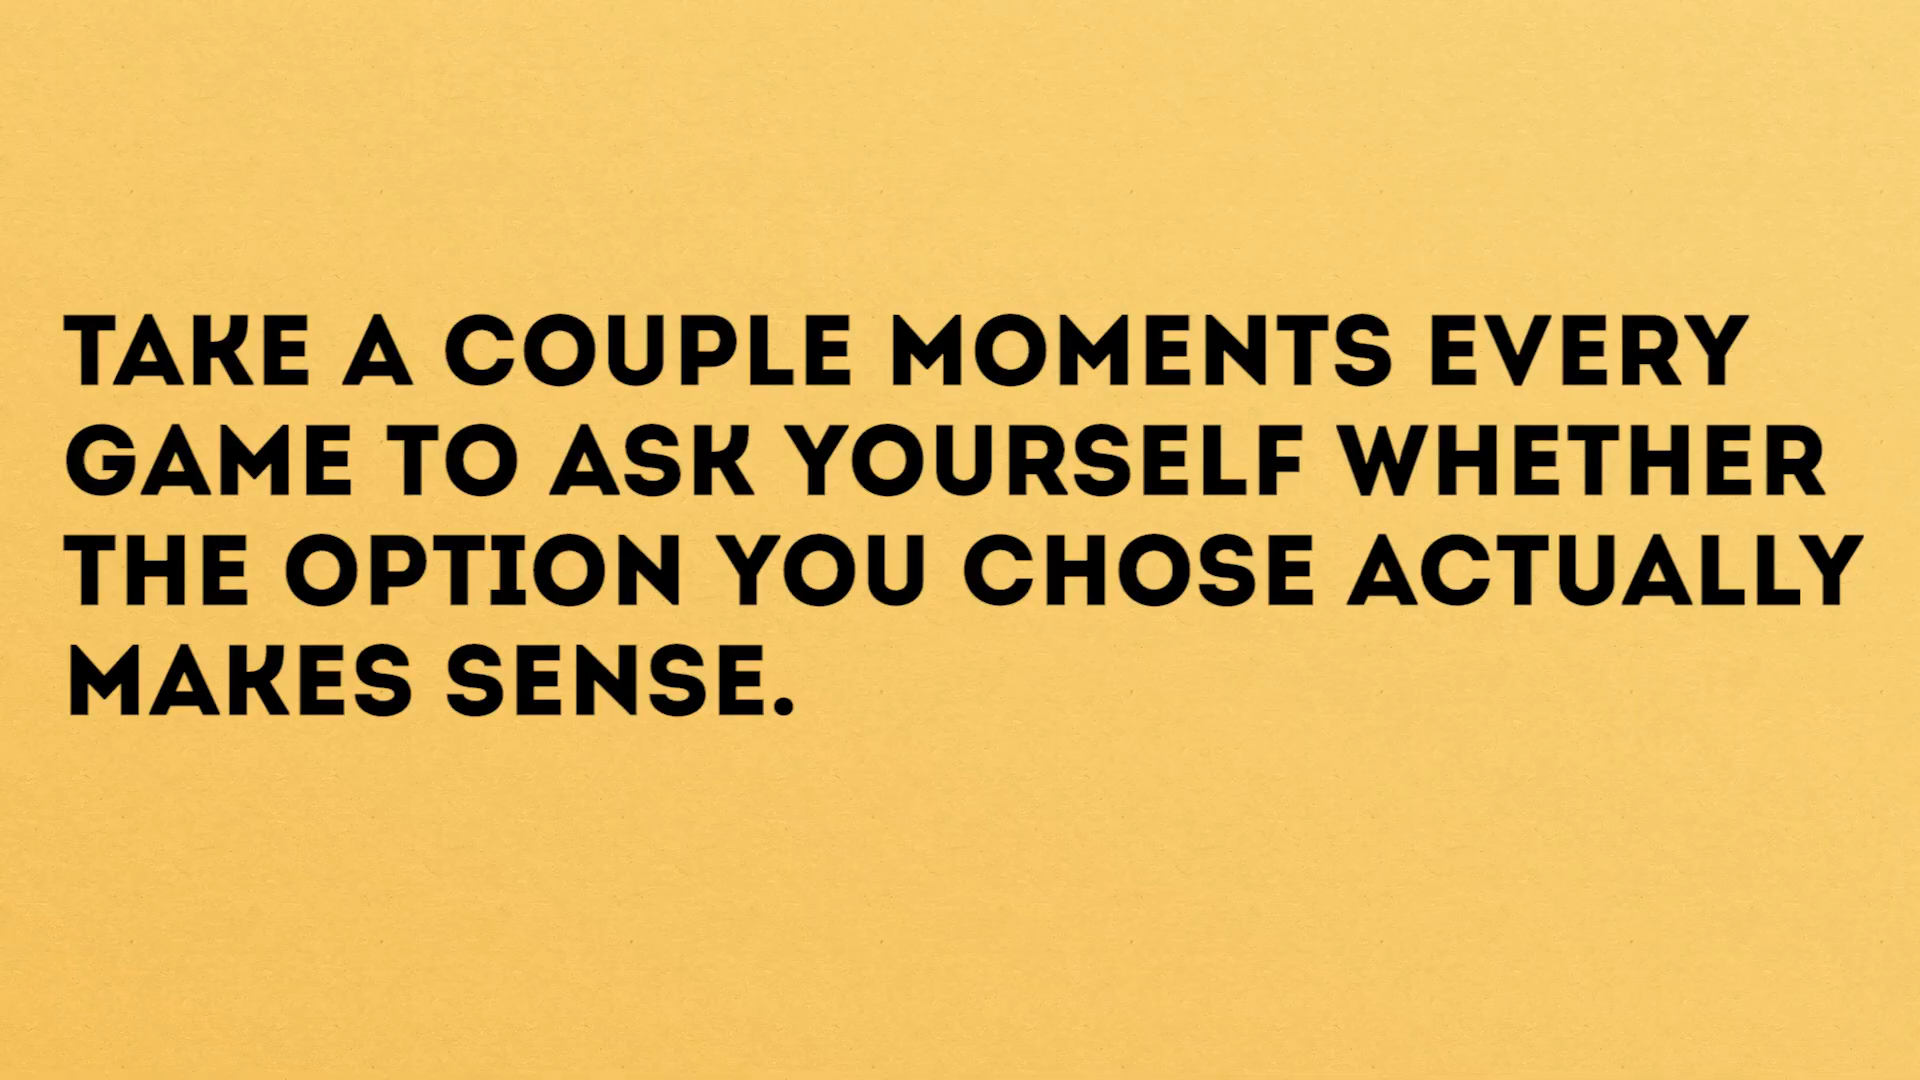 TAKE A COUPLE MOMENTS EVERY
GAME TO ASK YOURSELF WHETHER
THE OPTION YOU CHOSE ACTUALLY
MAKES SENSE.